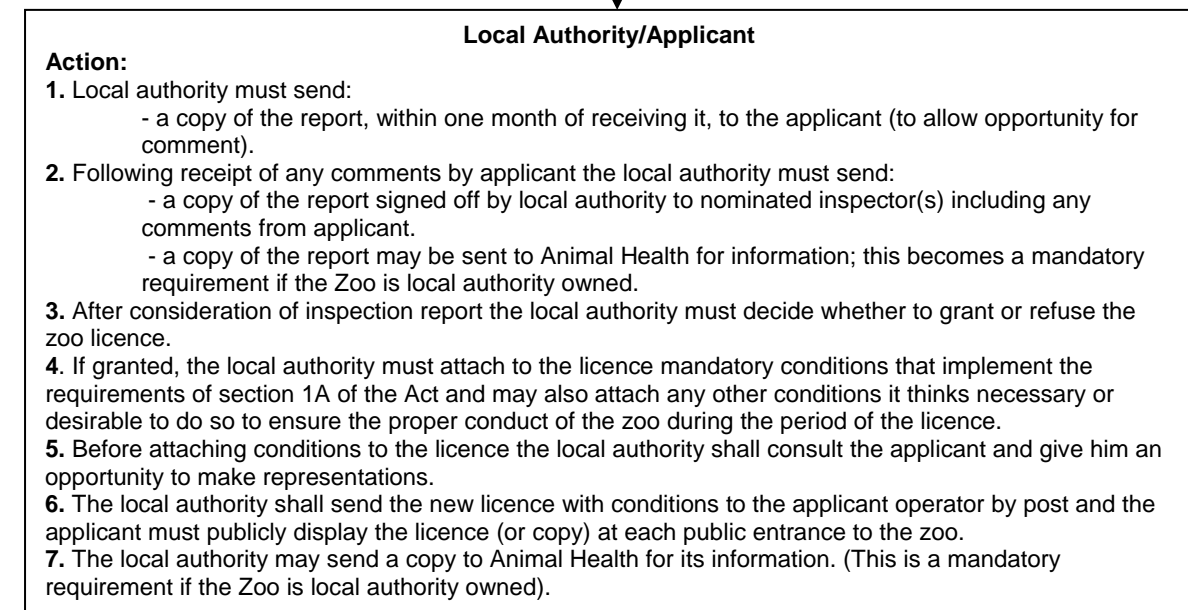 Local Authority/Applicant
Action:
1. Local authority must send:
- a copy of the report, within one month of receiving it, to the applicant (to allow opportunity for
comment).
2. Following receipt of any comments by applicant the local authority must send:
- a copy of the report signed off by local authority to nominated inspector(s) including any
comments from applicant.
- a copy of the report may be sent to Animal Health for information; this becomes a mandatory
requirement if the Zoo is local authority owned.
3. After consideration of inspection report the local authority must decide whether to grant or refuse the
zoo licence.
4. If granted, the local authority must attach to the licence mandatory conditions that implement the
requirements of section 1A of the Act and may also attach any other conditions it thinks necessary or
desirable to do so to ensure the proper conduct of the zoo during the period of the licence.
5. Before attaching conditions to the licence the local authority shall consult the applicant and give him an
opportunity to make representations.
6. The local authority shall send the new licence with conditions to the applicant operator by post and the
applicant must publicly display the licence (or copy) at each public entrance to the zoo.
7. The local authority may send a copy to Animal Health for its information. (This is a mandatory
requirement if the Zoo is local authority owned).